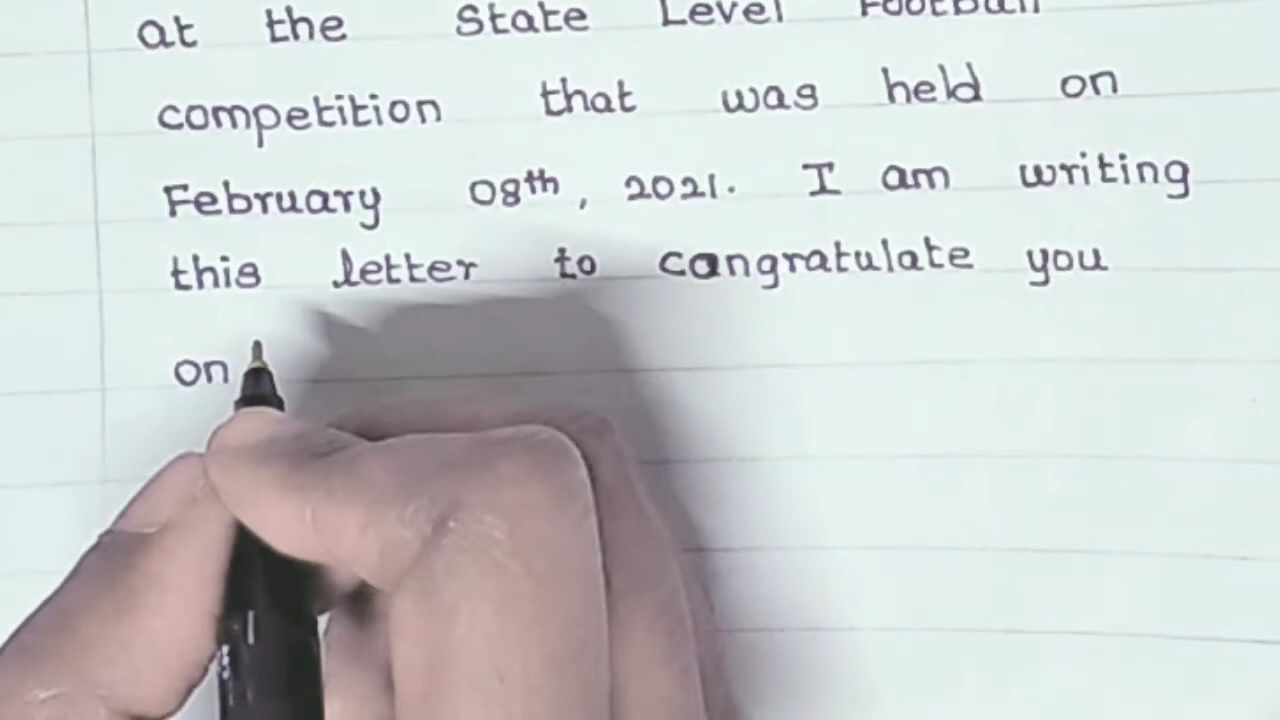 at the State Level Football
competition that was held on
February 08th, 2021. I am writing
this letter to congratulate you
on